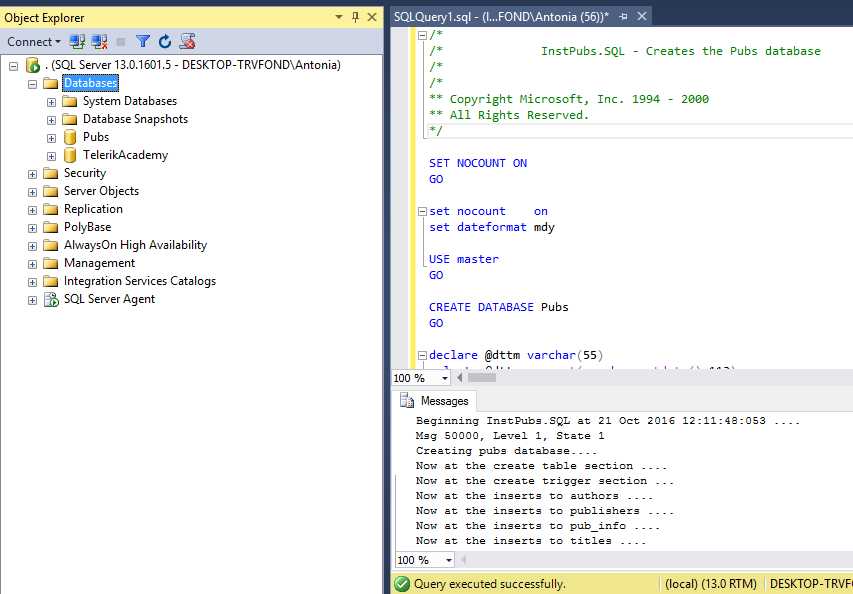 Object Explorer
Connect
. (SQL Server 13.0.1601.5 - DESKTOP-TRVFOND\Antonia)
Databases
System Databases
Database Snapshots
Pubs
TelerikAcademy
Security
Server Objects
Replication
PolyBase
AlwaysOn High Availability
Management
Integration Services Catalogs
SQL Server Agent
SQLQuery1.sql - (l...FOND\Antonia (56))*
/*
/* InstPubs.SQL - Creates the Pubs database
/*
/*
** Copyright Microsoft, Inc. 1994 - 2000
** All Rights Reserved.
*/
SET NOCOUNT ON
GO
set nocount on
set dateformat mdy
USE master
GO
CREATE DATABASE Pubs
GO
declare @dttm varchar(55)
100 %
Messages
Beginning InstPubs.SQL at 21 Oct 2016 12:11:48:053 ....
Msg 50000, Level 1, State 1
Creating pubs database....
Now at the create table section ....
Now at the create trigger section ...
Now at the inserts to authors ....
Now at the inserts to publishers ....
Now at the inserts to pub_info ....
Now at the inserts to titles ....
100 %
Query executed successfully.
(local) (13.0 RTM)
DESKTOP-TRVF